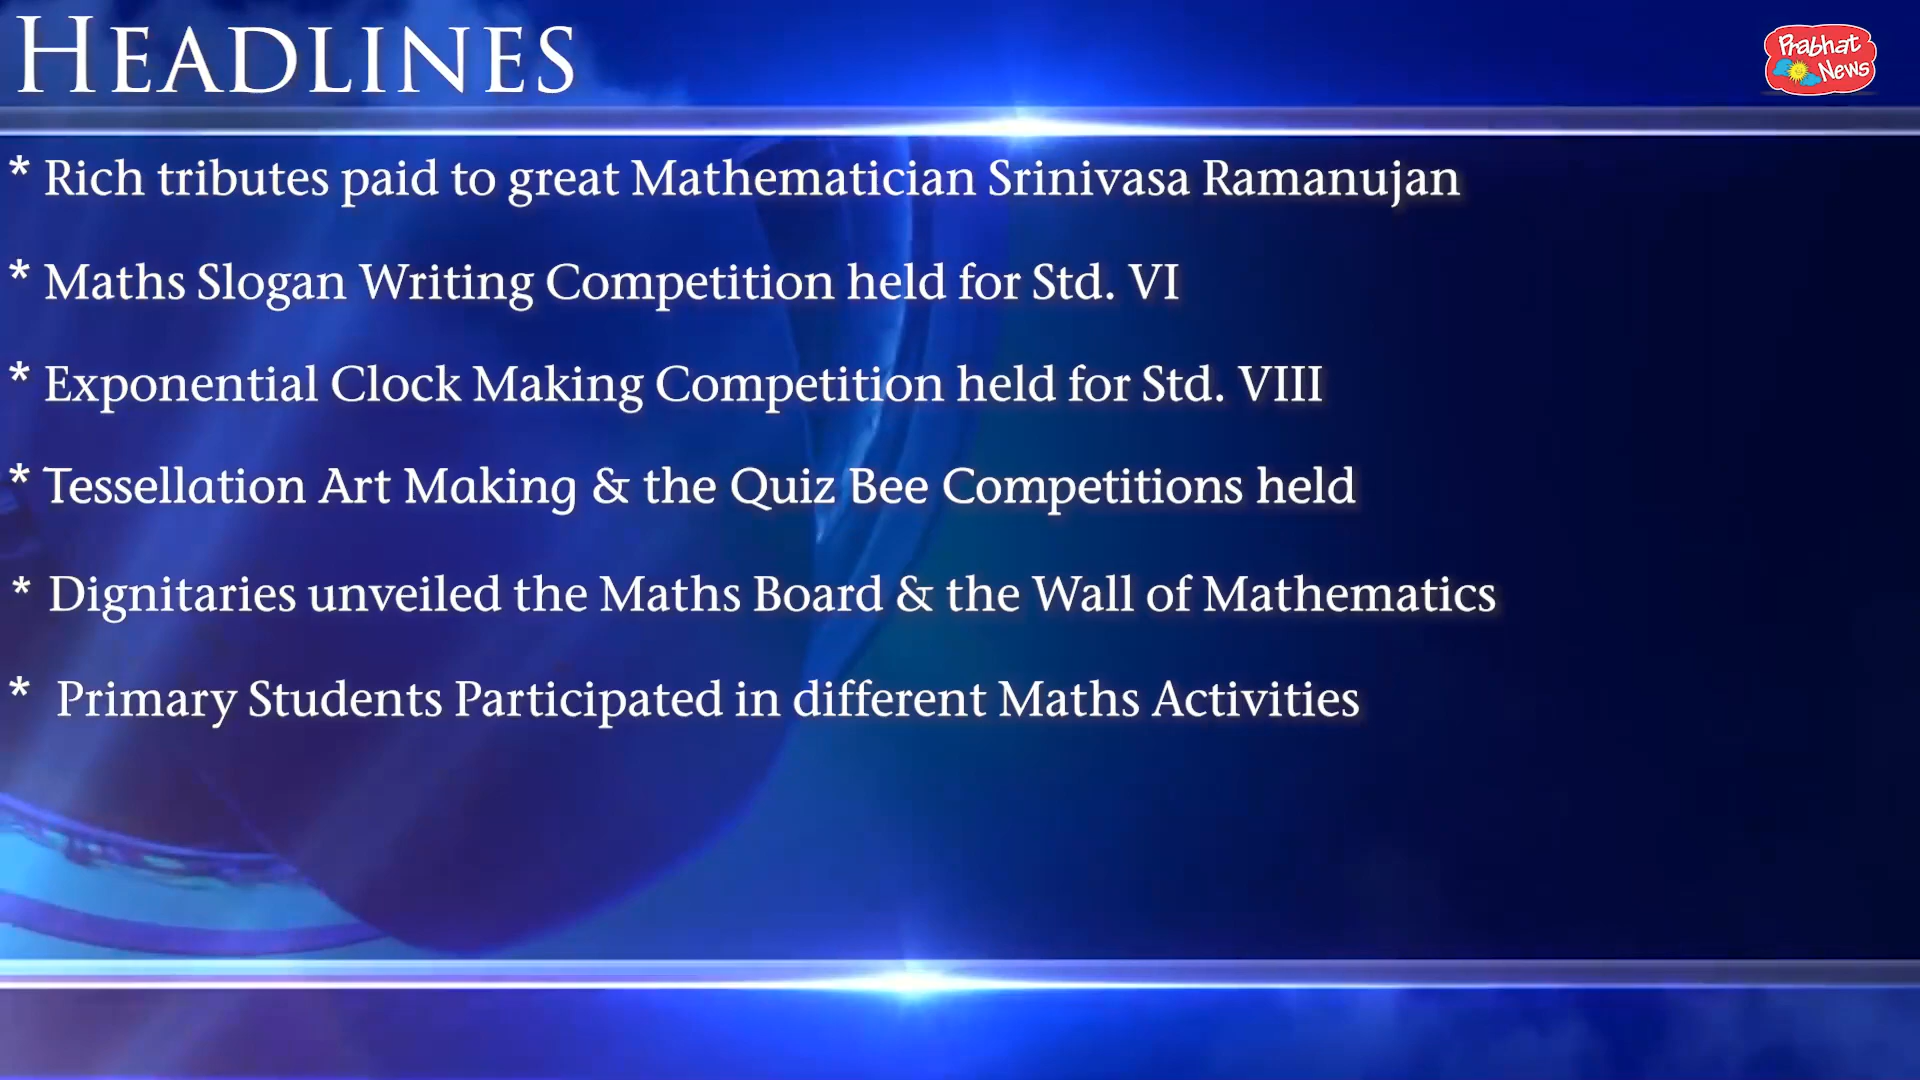 HEADLINES
Prabhat
News
* Rich tributes paid to great Mathematician Srinivasa Ramanujan
* Maths Slogan Writing Competition held for Std. VI
* Exponential Clock Making Competition held for Std. VIII
* Tessellation Art Making & the Quiz Bee Competitions held
* Dignitaries unveiled the Maths Board & the Wall of Mathematics
* Primary Students Participated in different Maths Activities